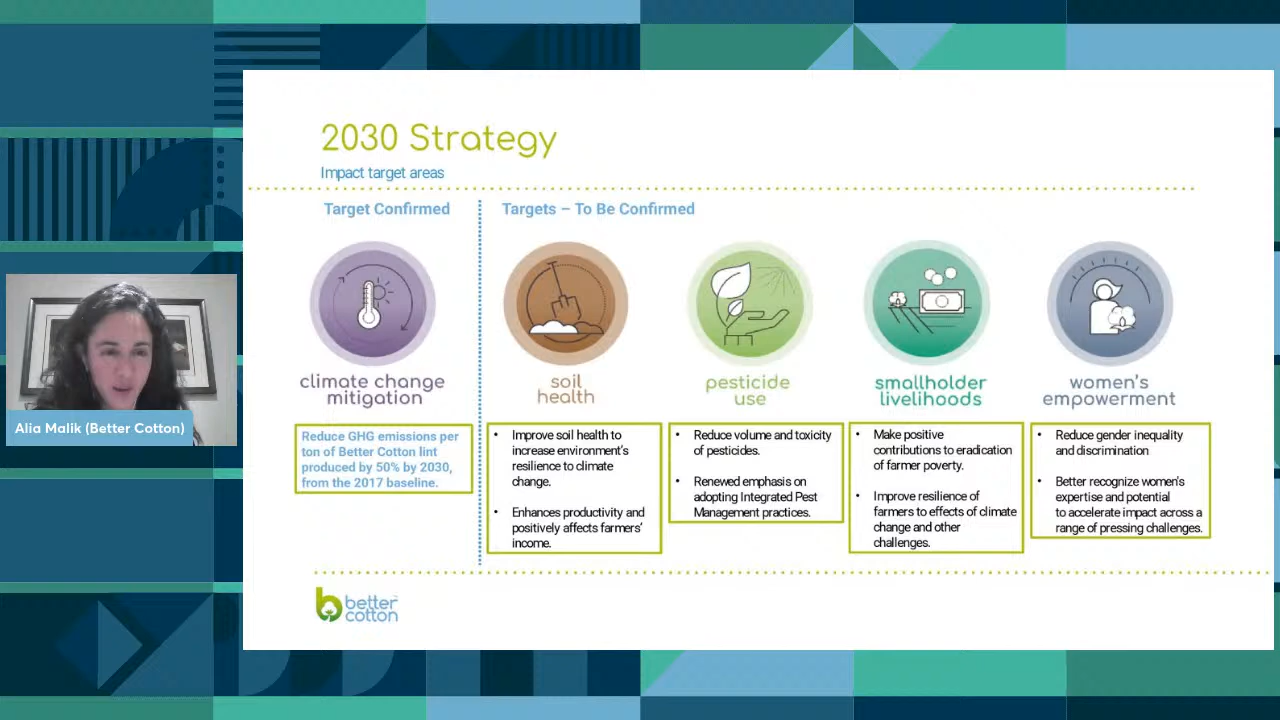 2030 Strategy
Impact target areas
Target Confirmed
Targets – To Be Confirmed
climate change
mitigation
soil
health
pesticide
use
smallholder
livelihoods
women's
empowerment
Reduce GHG emissions per
ton of Better Cotton lint
produced by 50% by 2030,
from the 2017 baseline.
• Improve soil health to
increase environment's
resilience to climate
change.
• Enhances productivity and
positively affects farmers'
income.
• Reduce volume and toxicity
of pesticides.
• Renewed emphasis on
adopting Integrated Pest
Management practices.
• Make positive
contributions to eradication
of farmer poverty.
• Improve resilience of
farmers to effects of climate
change and other
challenges.
• Reduce gender inequality
and discrimination
• Better recognize women's
expertise and potential
to accelerate impact across a
range of pressing challenges.
Alia Malik (Better Cotton)
better
cotton